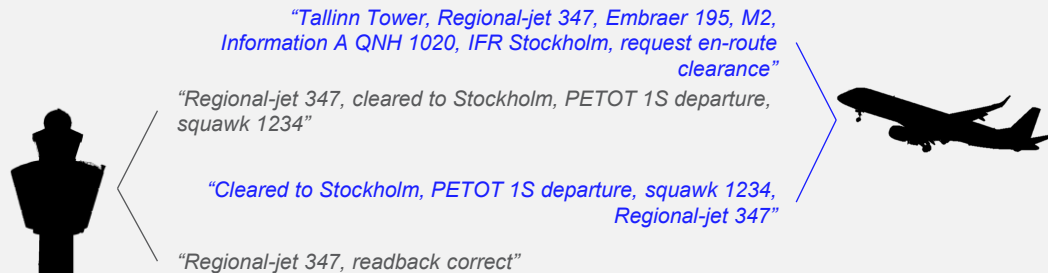 “Tallinn Tower, Regional-jet 347, Embraer 195, M2,
Information A QNH 1020, IFR Stockholm, request en-route
clearance”
“Regional-jet 347, cleared to Stockholm, PETOT 1S departure,
squawk 1234”
“Cleared to Stockholm, PETOT 1S departure, squawk 1234,
Regional-jet 347”
“Regional-jet 347, readback correct”